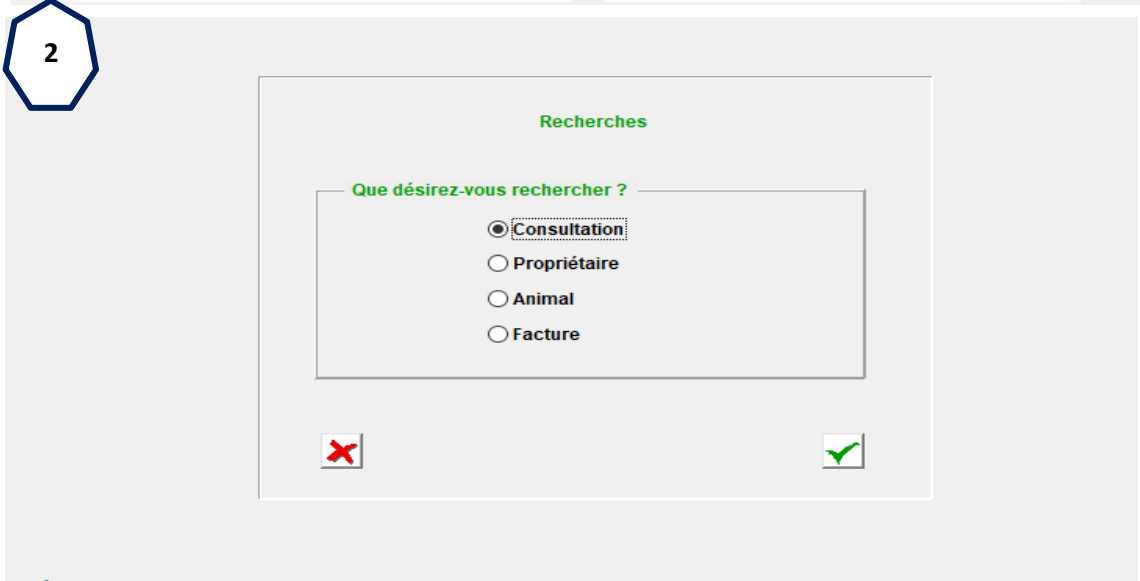 2
Recherches
Que désirez-vous rechercher ?
Consultation
Propriétaire
Animal
Facture